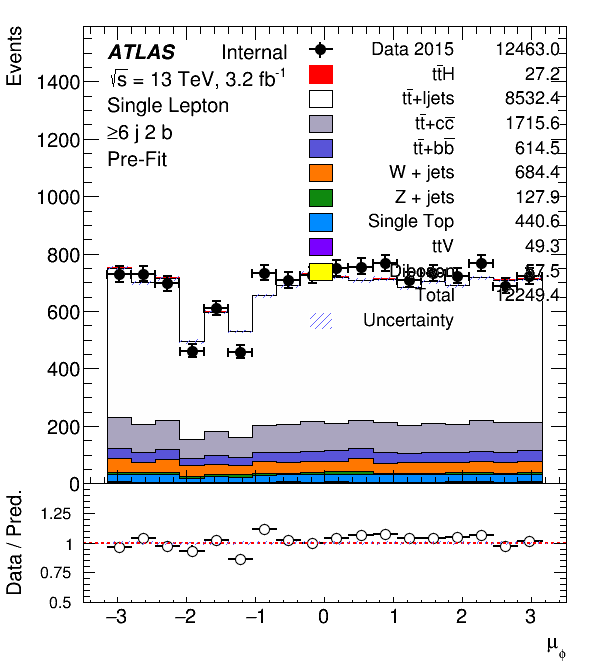 Events
ATLAS Internal
√s = 13 TeV, 3.2 fb⁻¹
Single Lepton
≥6 j 2 b
Pre-Fit
Data 2015 12463.0
tt̄H 27.2
tt̄+ljets 8532.4
tt̄+cc̄ 1715.6
tt̄+bb̄ 614.5
W + jets 684.4
Z + jets 127.9
Single Top 440.6
ttV 49.3
Total 12249.4
Uncertainty
1400
1200
1000
800
600
400
200
0
Data / Pred.
1.25
1
0.75
0.5
−3 −2 −1 0 1 2 3
μ_ϕ